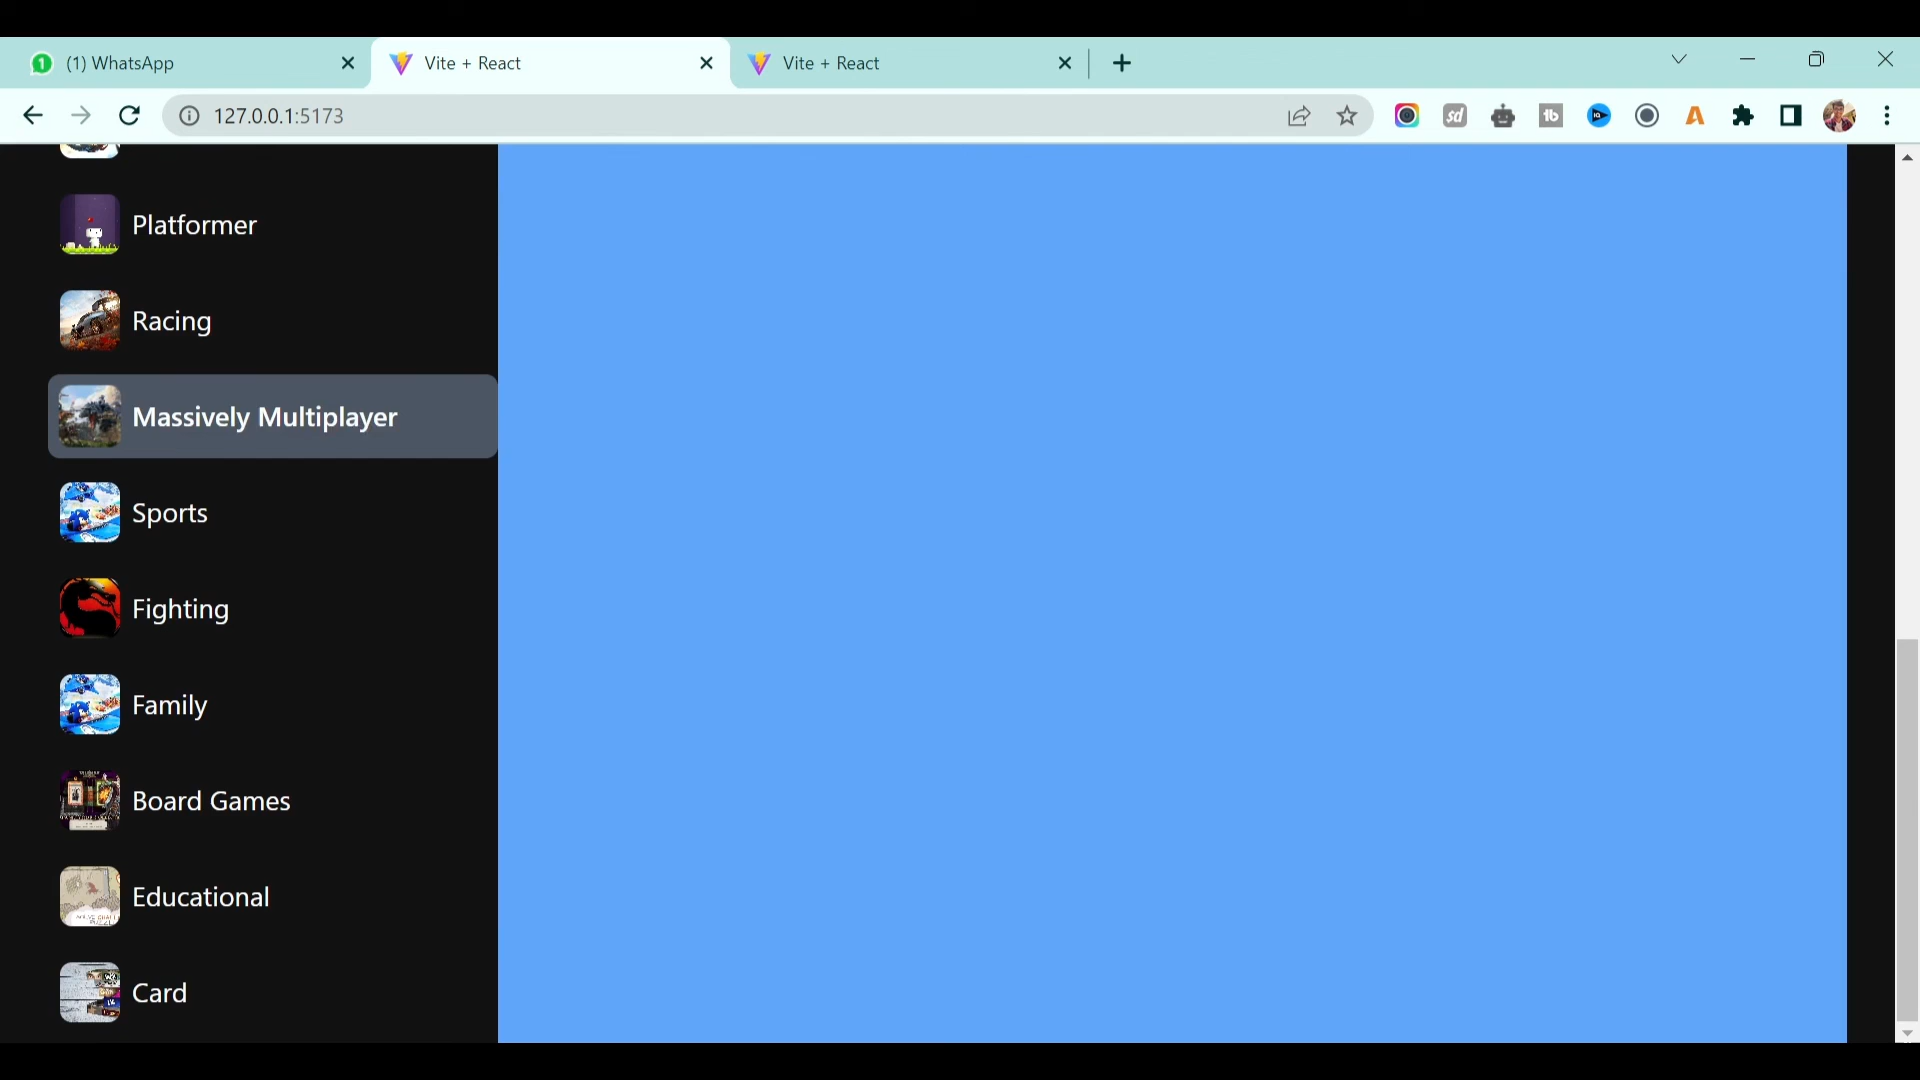 (1) WhatsApp
Vite + React
Vite + React
127.0.0.1:5173
Platformer
Racing
Massively Multiplayer
Sports
Fighting
Family
Board Games
Educational
Card